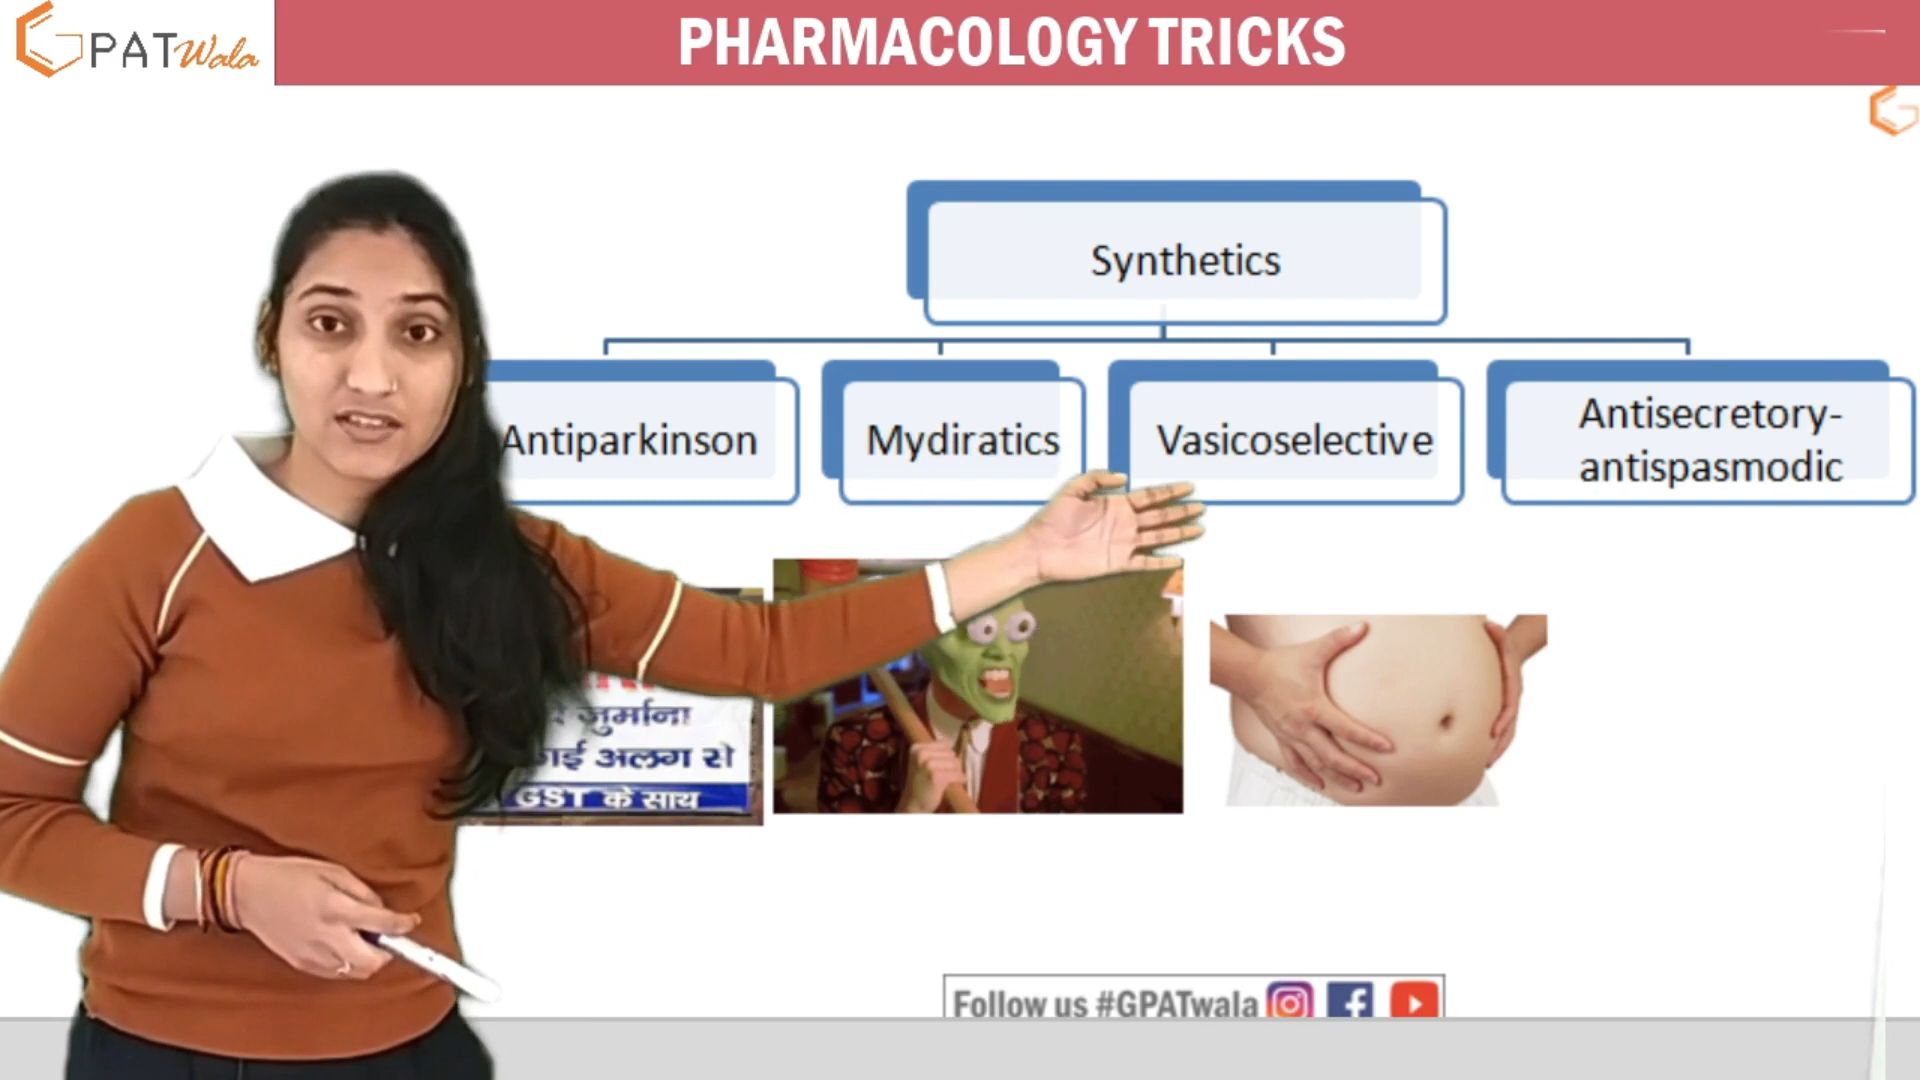 GPATWala
PHARMACOLOGY TRICKS
Synthetics
Antiparkinson
Mydiratics
Vasicoselective
Antisecretory-
antispasmodic
जुर्माना
अलग से
GST के साथ
Follow us #GPATwala